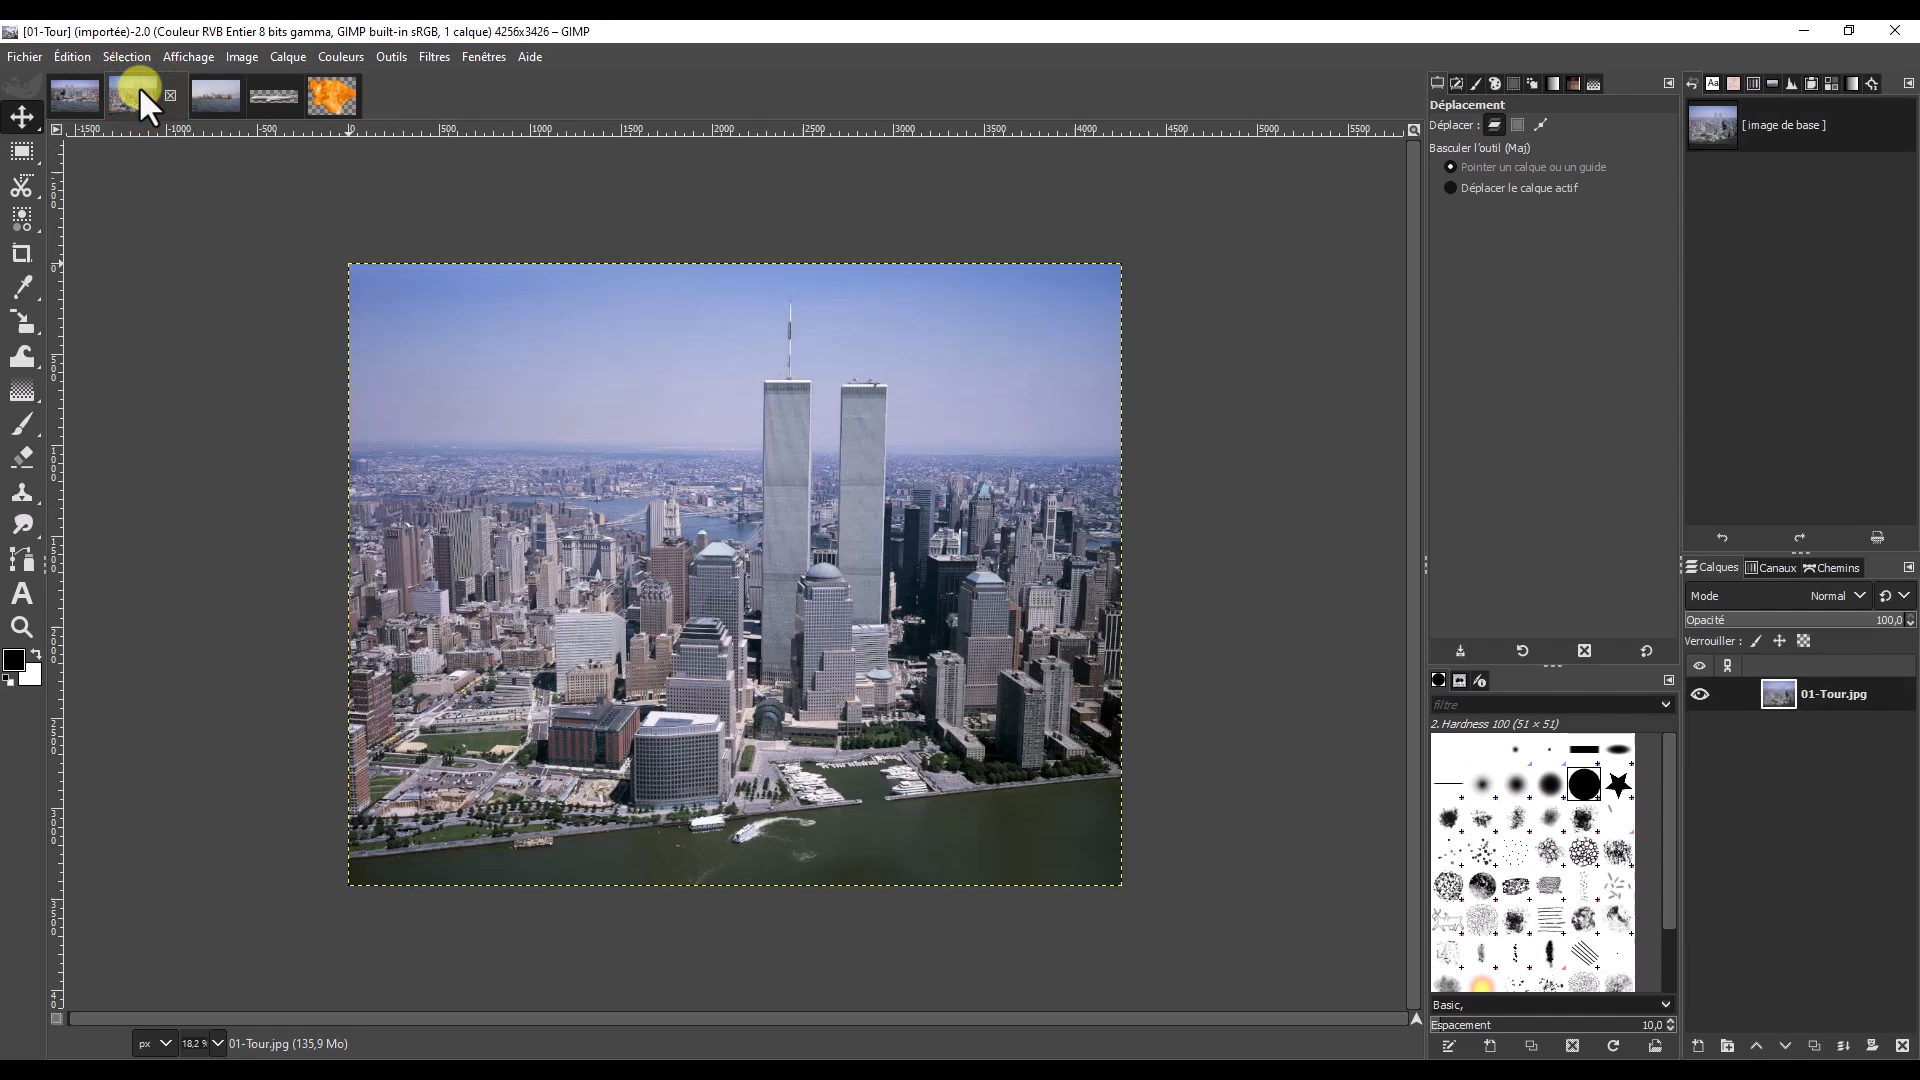 [01-Tour] (importée)-2.0 (Couleur RVB Entier 8 bits gamma, GIMP built-in sRGB, 1 calque) 4256x3426 – GIMP
Fichier Édition Sélection Affichage Image Calque Couleurs Outils Filtres Fenêtres Aide
-1500 -1000 -500 0 500 1000 1500 2000 2500 3000 3500 4000 4500 5000 5500
Déplacement
Déplacer :
Basculer l'outil (Maj)
Pointer un calque ou un guide
Déplacer le calque actif
[ image de base ]
Calques Canaux Chemins
Mode Normal
Opacité 100,0
Verrouiller :
01-Tour.jpg
filtre
2. Hardness 100 (51 × 51)
Basic,
Espacement 10,0
px 18,2 % 01-Tour.jpg (135,9 Mo)